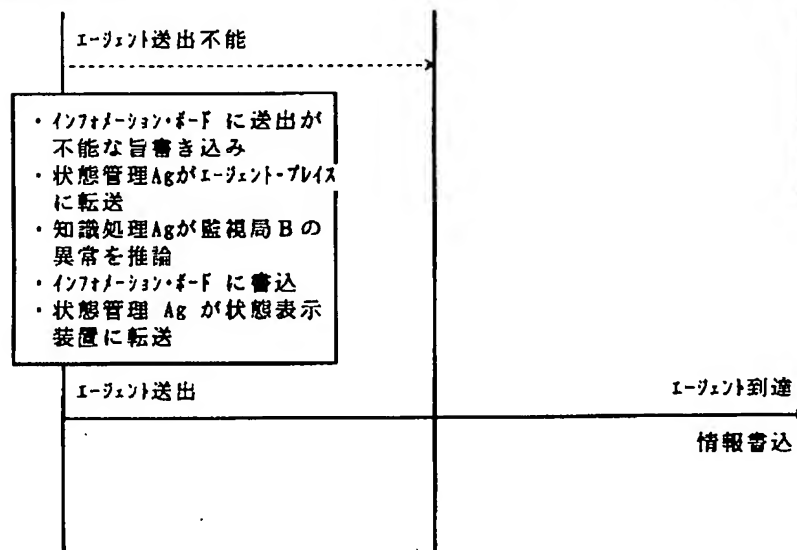 エージェント送出不能
・インフォメーション・ボード に送出が
不能な旨書き込み
・状態管理Agがエージェント・プレイス
に転送
・知識処理Agが監視局Bの
異常を推論
・インフォメーション・ボード に書込
・状態管理 Ag が状態表示
装置に転送
エージェント送出
エージェント到達
情報書込